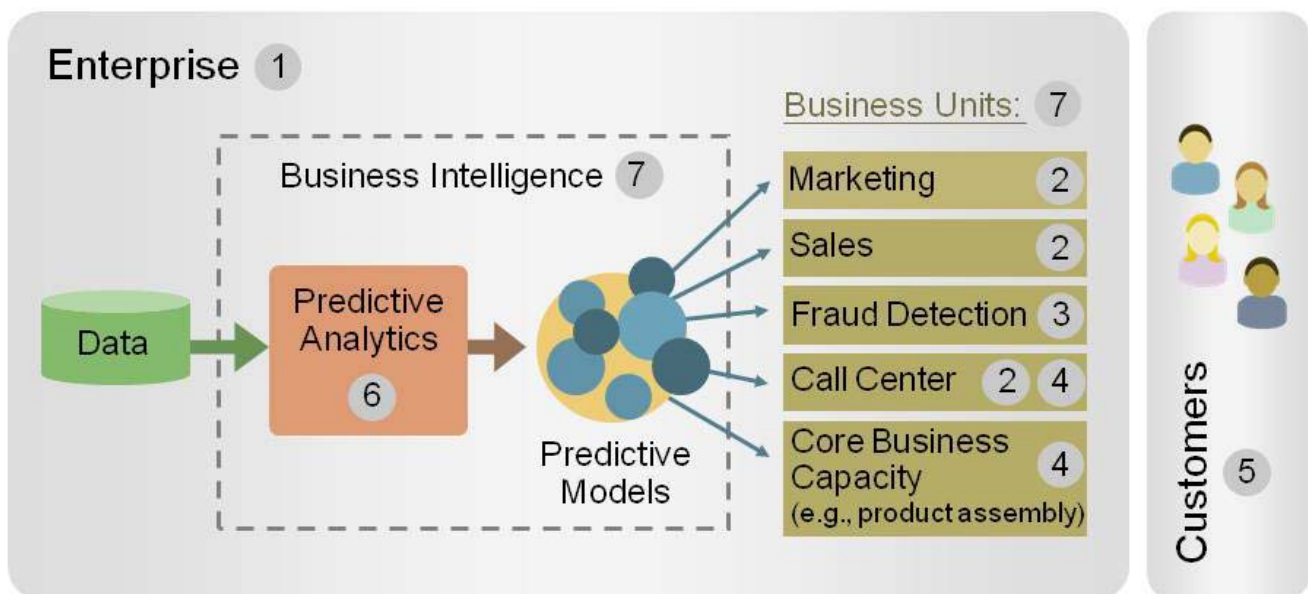 Enterprise 1
Business Units: 7
Business Intelligence 7
Marketing 2
Sales 2
Data
Predictive
Analytics
6
Fraud Detection 3
Call Center 2 4
Predictive
Models
Core Business
Capacity 4
(e.g., product assembly)
Customers 5